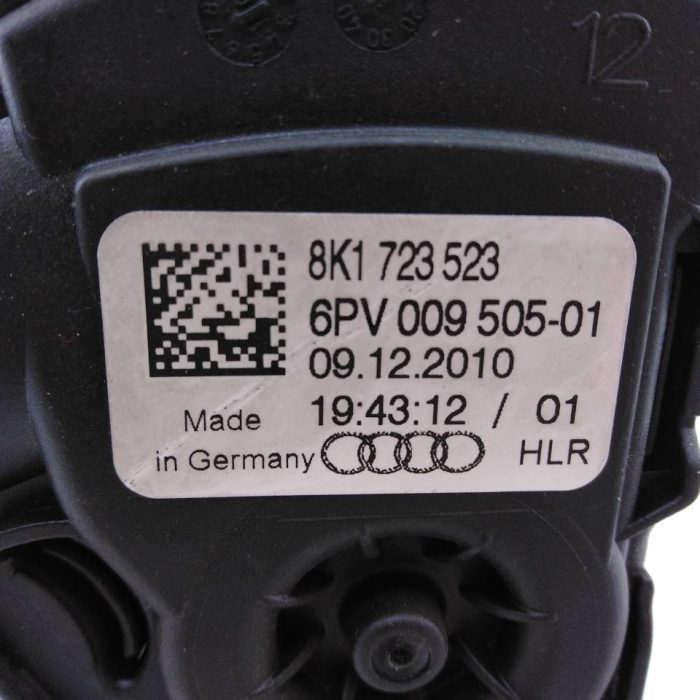 12
8K1 723 523
6PV 009 505-01
09.12.2010
19:43:12 / 01
Made
in Germany
HLR